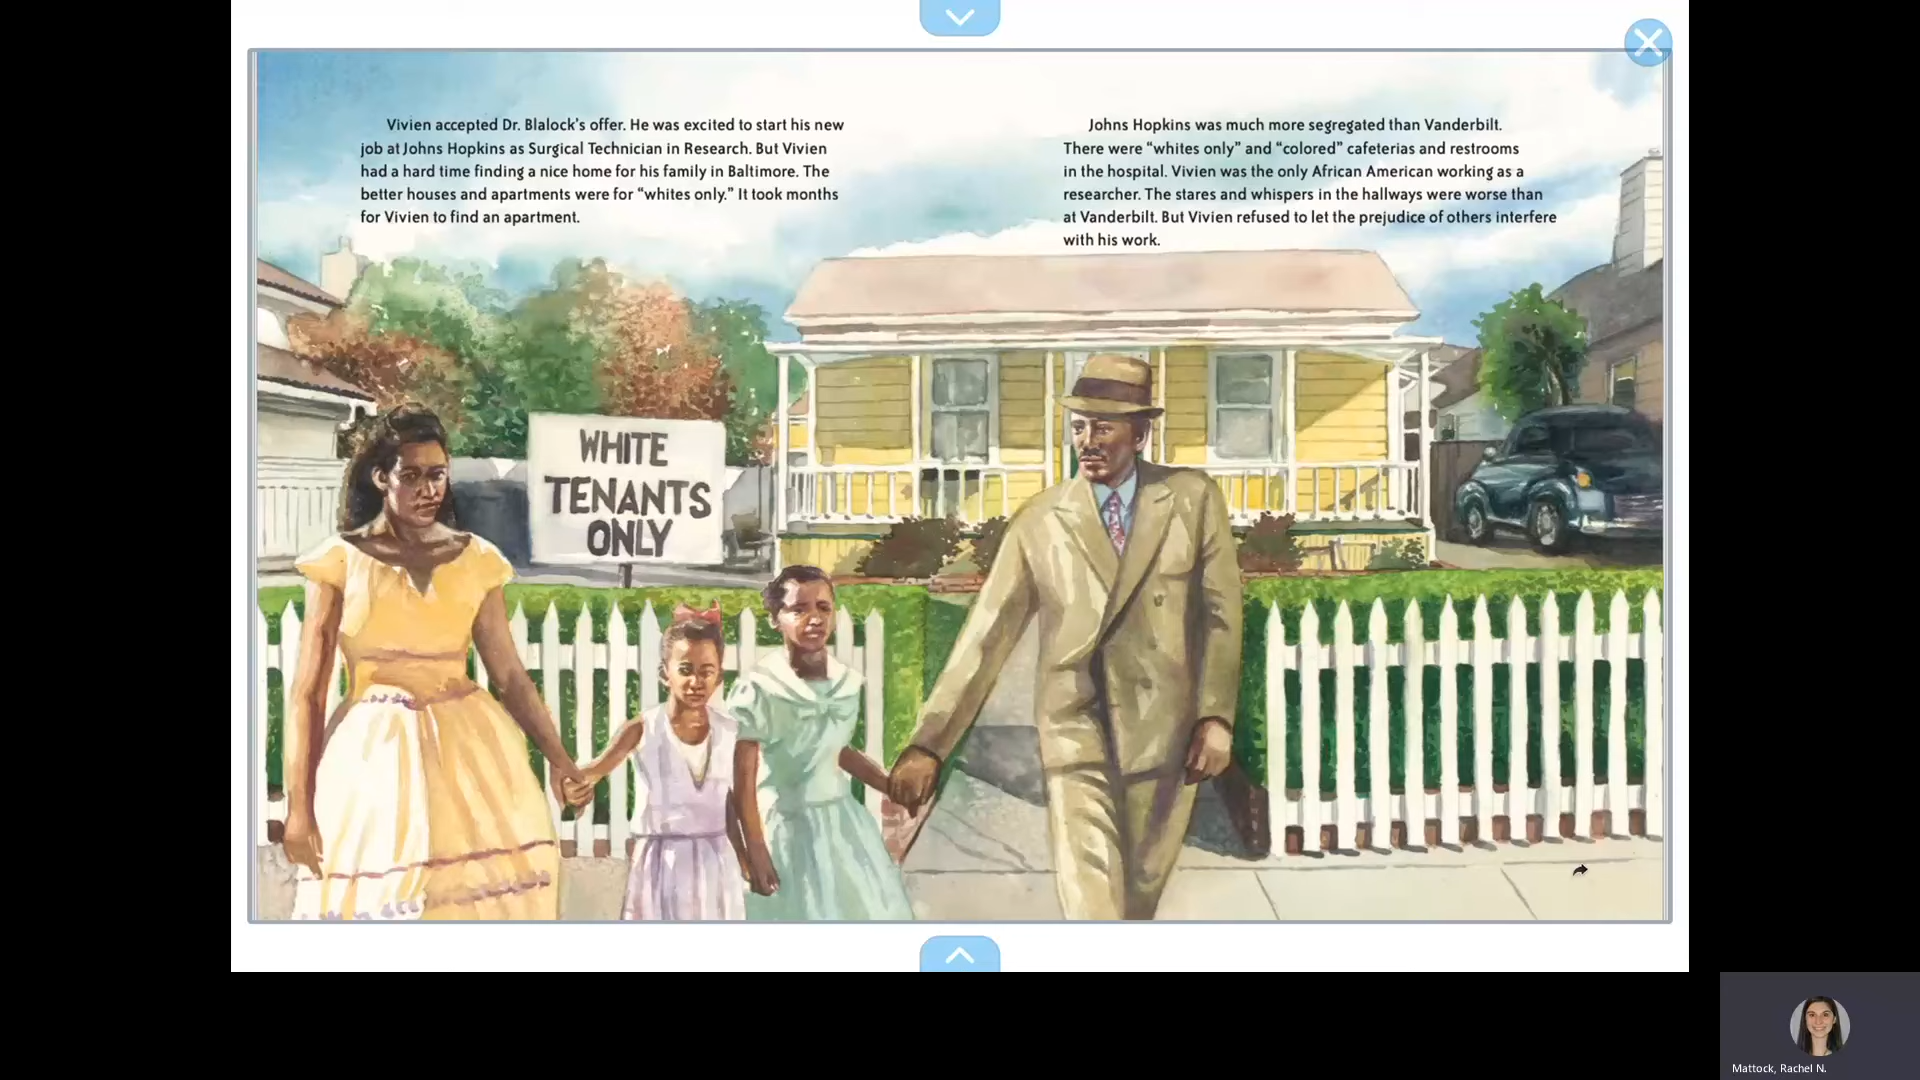 Vivien accepted Dr. Blalock's offer. He was excited to start his new
job at Johns Hopkins as Surgical Technician in Research. But Vivien
had a hard time finding a nice home for his family in Baltimore. The
better houses and apartments were for “whites only.” It took months
for Vivien to find an apartment.
Johns Hopkins was much more segregated than Vanderbilt.
There were “whites only” and “colored” cafeterias and restrooms
in the hospital. Vivien was the only African American working as a
researcher. The stares and whispers in the hallways were worse than
at Vanderbilt. But Vivien refused to let the prejudice of others interfere
with his work.
WHITE
TENANTS
ONLY
Mattock, Rachel N.